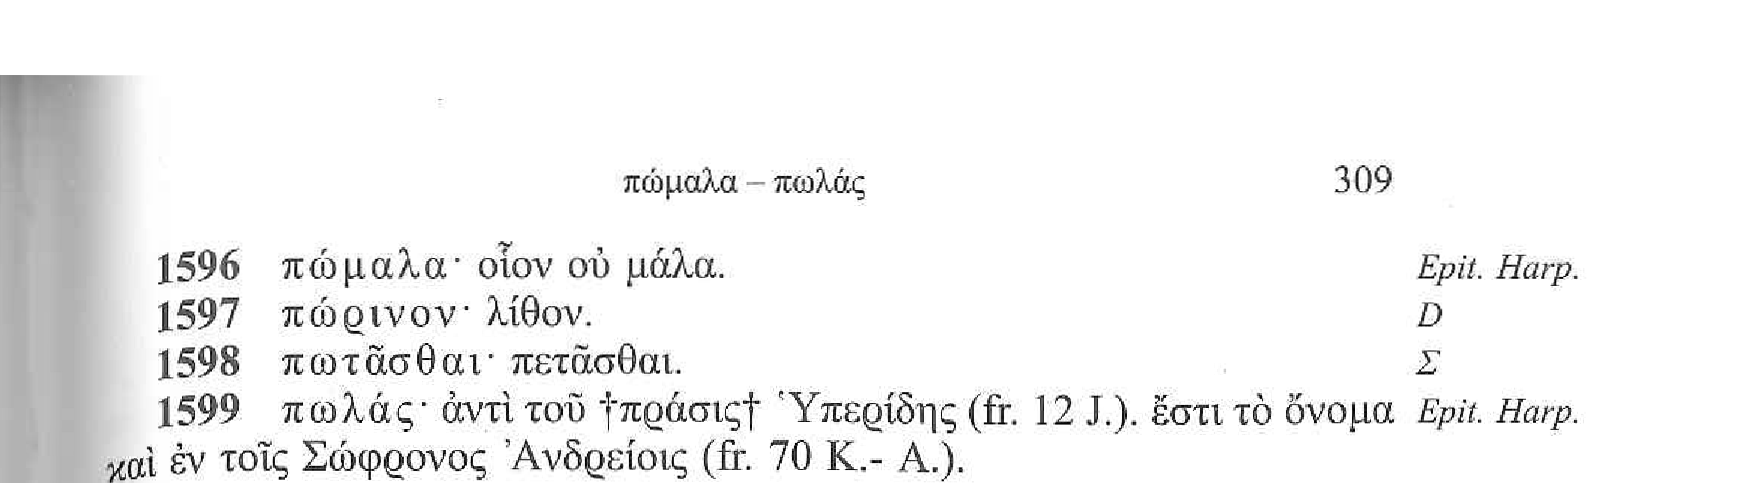 πώμαλα – πωλάς 309
1596 πώμαλα· οἷον οὐ μάλα. Epit. Harp.
1597 πώρινον· λίθον. D
1598 πωτᾶσθαι· πετᾶσθαι. Σ
1599 πωλάς· ἀντὶ τοῦ †πράσις† Ὑπερίδης (fr. 12 J.). ἔστι τὸ ὄνομα Epit. Harp.
καὶ ἐν τοῖς Σώφρονος Ἀνδρείοις (fr. 70 K.- A.).